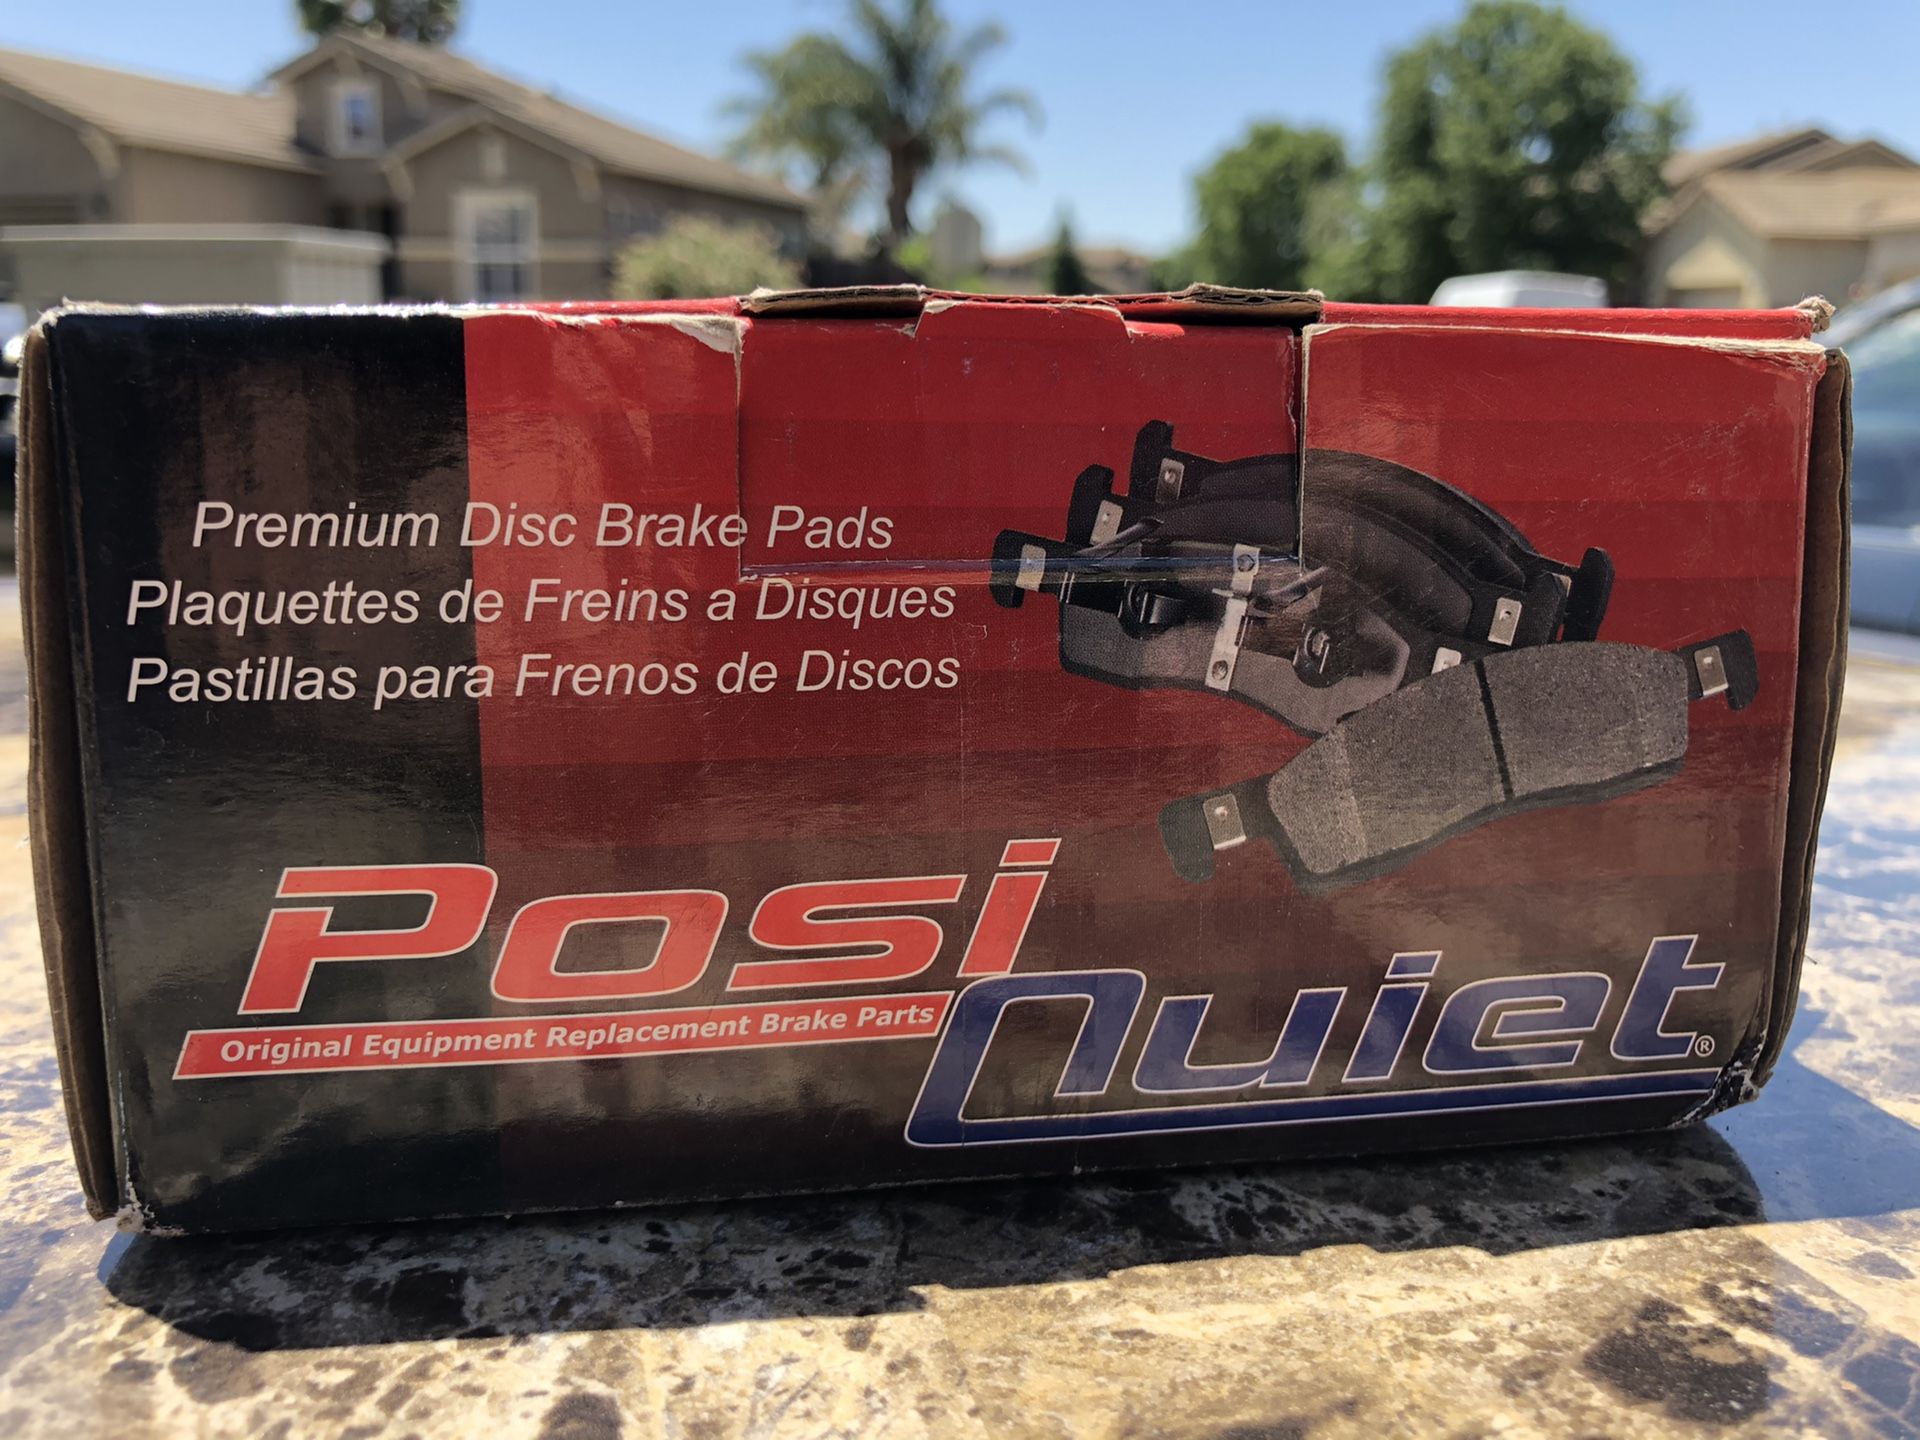 Premium Disc Brake Pads
Plaquettes de Freins a Disques
Pastillas para Frenos de Discos
Posi
Original Equipment Replacement Brake Parts
Quiet®